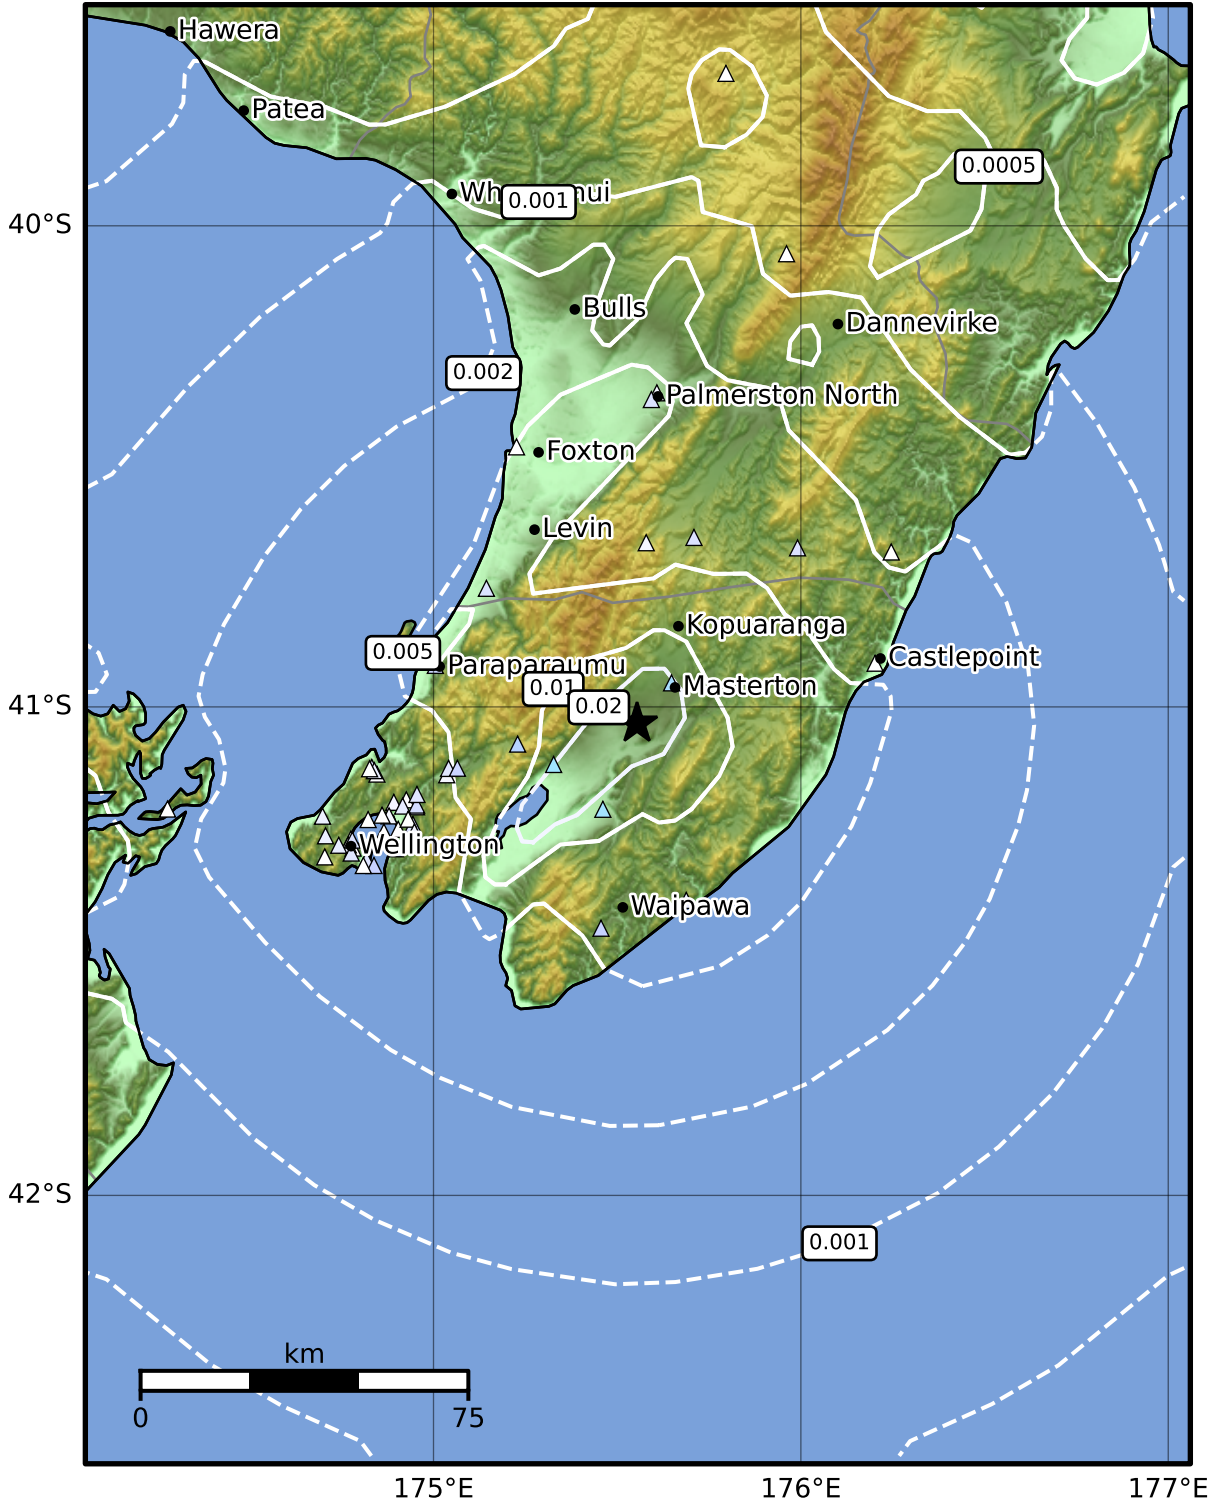 Hawera
Patea
0.0005
0.001
40°S
Bulls
Dannevirke
0.002
Palmerston North
Foxton
Levin
Kopuaranga
0.005
Paraparaumu
Castlepoint
0.01
Masterton
0.02
41°S
Wellington
Waipawa
42°S
0.001
km
0 75
175°E 176°E 177°E